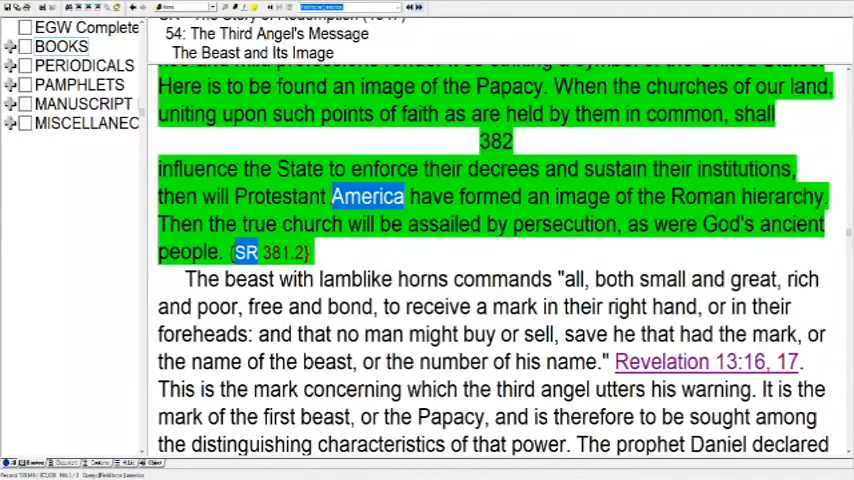 EGW Complete
BOOKS
PERIODICALS
PAMPHLETS
MANUSCRIPT
MISCELLANEC
54: The Third Angel's Message
The Beast and Its Image
Here is to be found an image of the Papacy. When the churches of our land,
uniting upon such points of faith as are held by them in common, shall
382
influence the State to enforce their decrees and sustain their institutions,
then will Protestant America have formed an image of the Roman hierarchy.
Then the true church will be assailed by persecution, as were God's ancient
people. {SR 381.2}
The beast with lamblike horns commands "all, both small and great, rich
and poor, free and bond, to receive a mark in their right hand, or in their
foreheads: and that no man might buy or sell, save he that had the mark, or
the name of the beast, or the number of his name." Revelation 13:16, 17.
This is the mark concerning which the third angel utters his warning. It is the
mark of the first beast, or the Papacy, and is therefore to be sought among
the distinguishing characteristics of that power. The prophet Daniel declared